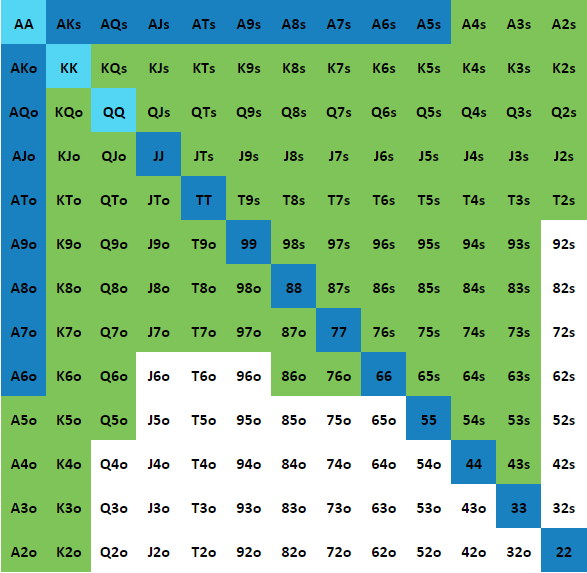 AA AKs AQs AJs ATs A9s A8s A7s A6s A5s A4s A3s A2s
AKo KK KQs KJs KTs K9s K8s K7s K6s K5s K4s K3s K2s
AQo KQo QQ QJs QTs Q9s Q8s Q7s Q6s Q5s Q4s Q3s Q2s
AJo KJo QJo JJ JTs J9s J8s J7s J6s J5s J4s J3s J2s
ATo KTo QTo JTo TT T9s T8s T7s T6s T5s T4s T3s T2s
A9o K9o Q9o J9o T9o 99 98s 97s 96s 95s 94s 93s 92s
A8o K8o Q8o J8o T8o 98o 88 87s 86s 85s 84s 83s 82s
A7o K7o Q7o J7o T7o 97o 87o 77 76s 75s 74s 73s 72s
A6o K6o Q6o J6o T6o 96o 86o 76o 66 65s 64s 63s 62s
A5o K5o Q5o J5o T5o 95o 85o 75o 65o 55 54s 53s 52s
A4o K4o Q4o J4o T4o 94o 84o 74o 64o 54o 44 43s 42s
A3o K3o Q3o J3o T3o 93o 83o 73o 63o 53o 43o 33 32s
A2o K2o Q2o J2o T2o 92o 82o 72o 62o 52o 42o 32o 22